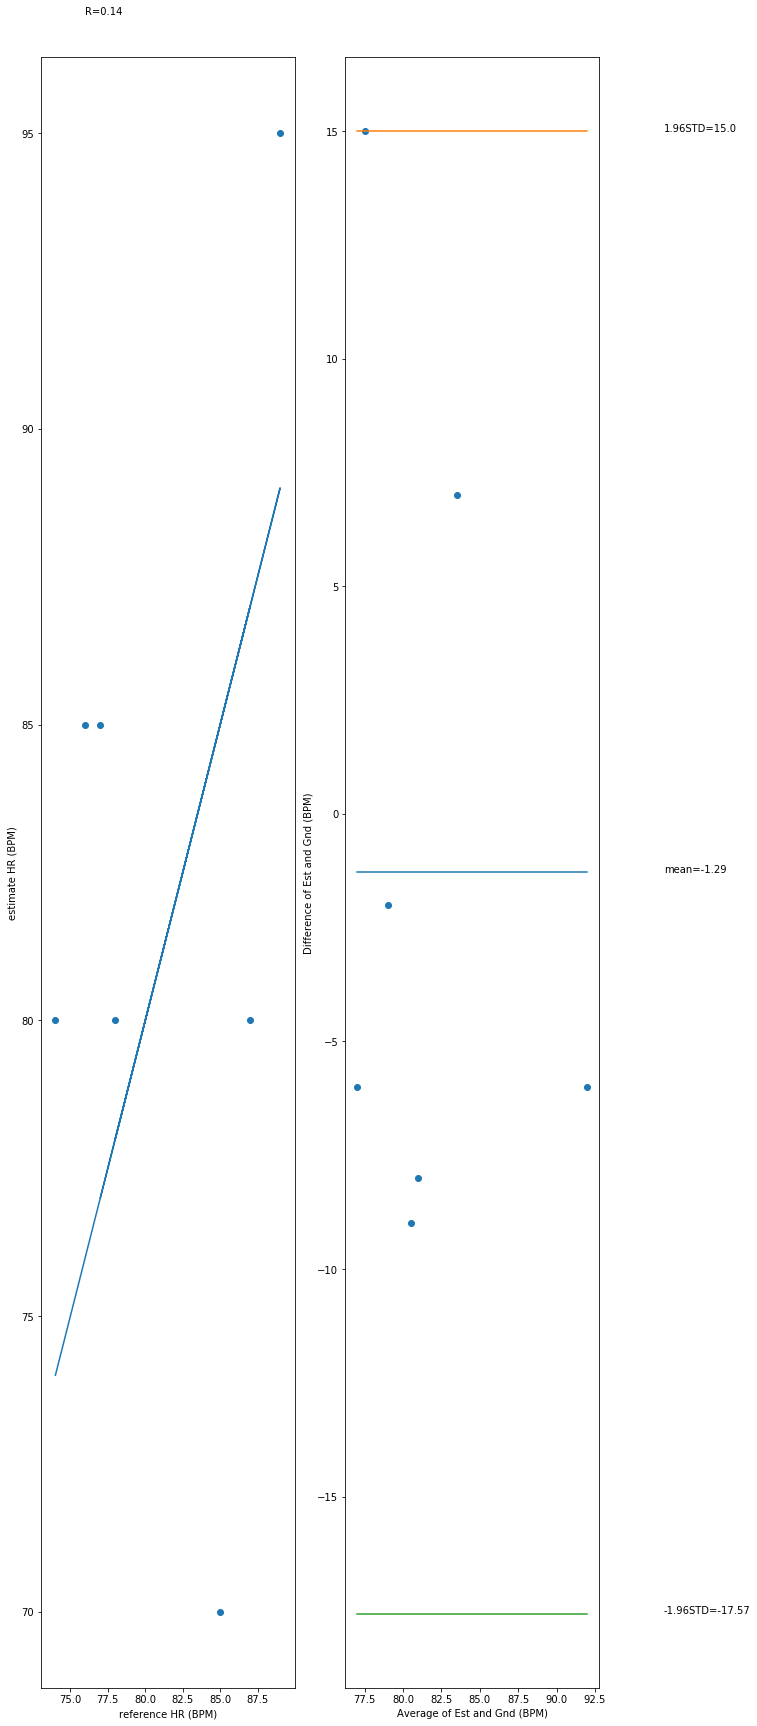 R=0.14
95
90
85
80
75
70
estimate HR (BPM)
75.0 77.5 80.0 82.5 85.0 87.5
reference HR (BPM)
15
10
5
0
−5
−10
−15
Difference of Est and Gnd (BPM)
77.5 80.0 82.5 85.0 87.5 90.0 92.5
Average of Est and Gnd (BPM)
1.96STD=15.0
mean=-1.29
-1.96STD=-17.57